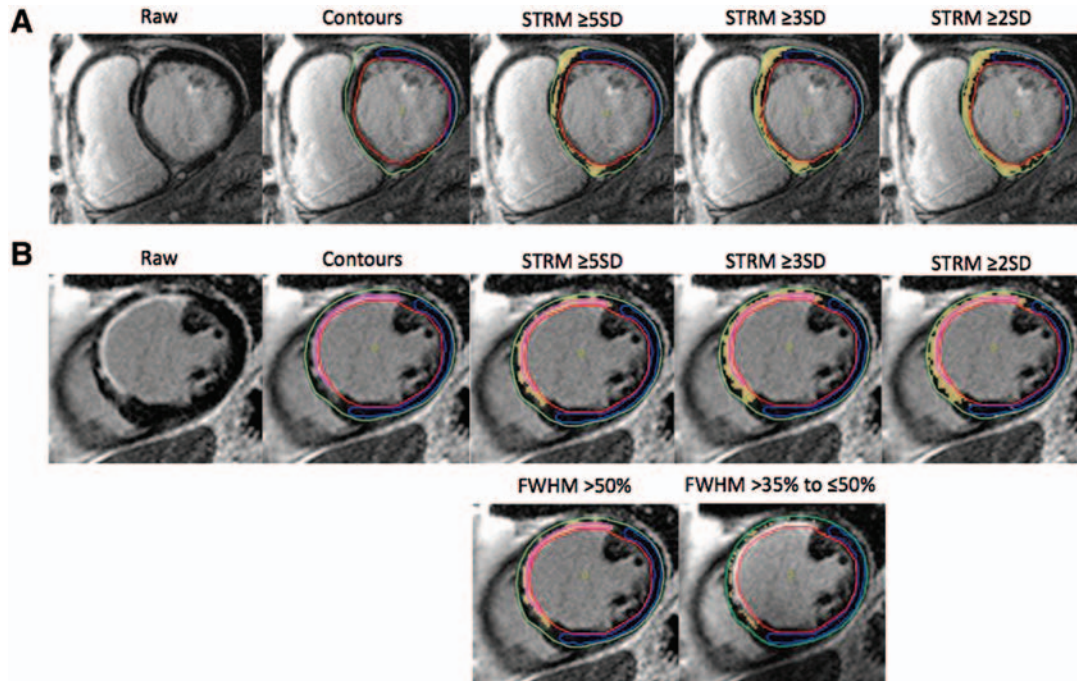 A
Raw Contours STRM ≥5SD STRM ≥3SD STRM ≥2SD
B
Raw Contours STRM ≥5SD STRM ≥3SD STRM ≥2SD
FWHM >50% FWHM >35% to ≤50%